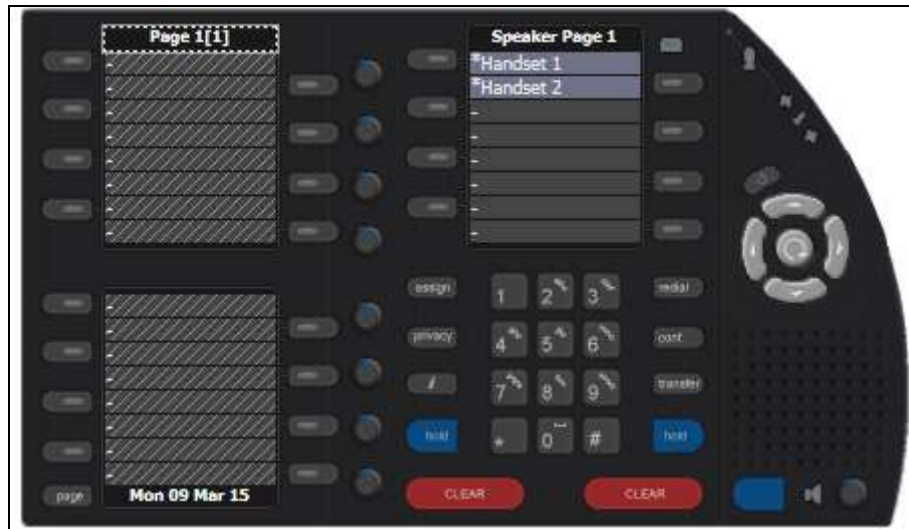 Page 1[1]
Speaker Page 1
*Handset 1
*Handset 2
assign
1
2
3
redial
privacy
4
5
6
conf
i
7
8
9
transfer
hold
*
0
#
hold
page
Mon 09 Mar 15
CLEAR
CLEAR